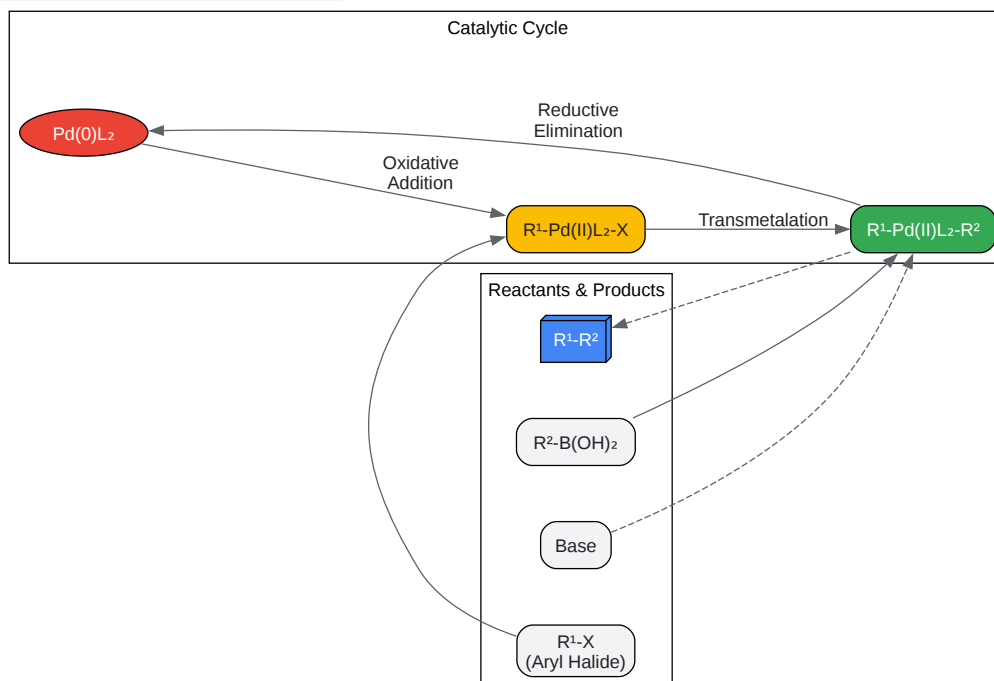 Catalytic Cycle
Reductive
Elimination
Pd(0)L₂
Oxidative
Addition
R¹-Pd(II)L₂-X
Transmetalation
R¹-Pd(II)L₂-R²
Reactants & Products
R¹-R²
R²-B(OH)₂
Base
R¹-X
(Aryl Halide)